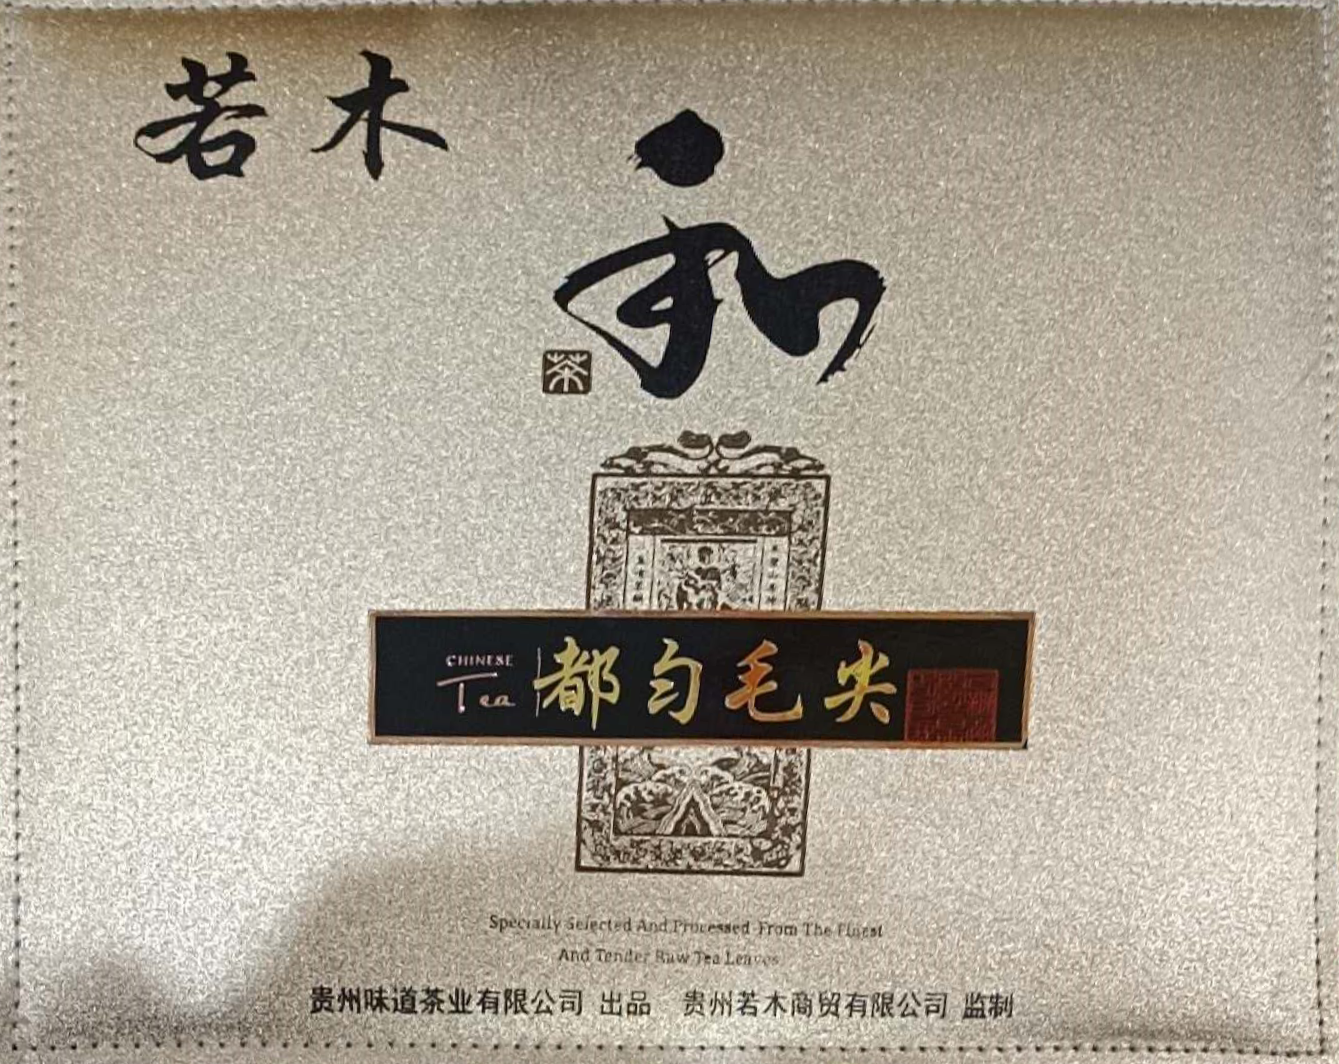 若木
和
茶
CHINESE
Tea
都匀毛尖
Specially Selected And Processed From The Finest
And Tender Raw Tea Leaves
贵州味道茶业有限公司 出品 贵州若木商贸有限公司 监制